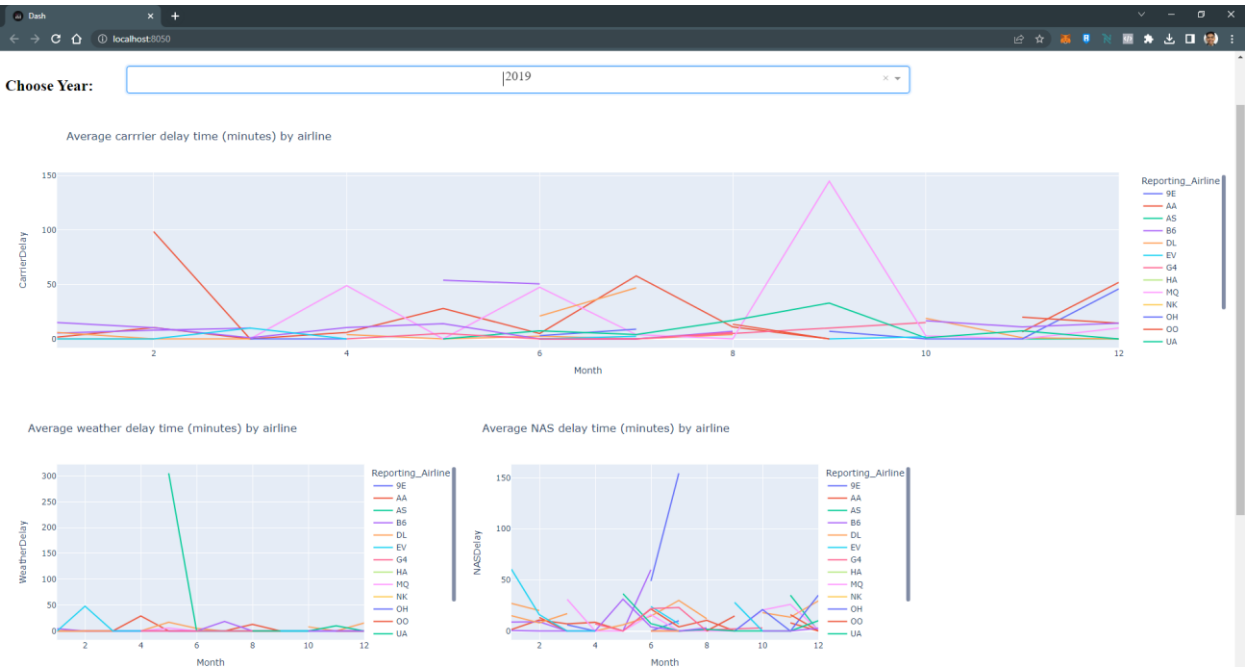 Dash
localhost:8050
Choose Year:
2019
Average carrrier delay time (minutes) by airline
150
100
50
0
CarrierDelay
2
4
6
8
10
12
Month
Reporting_Airline
9E
AA
AS
B6
DL
EV
G4
HA
MQ
NK
OH
OO
UA
Average weather delay time (minutes) by airline
300
250
200
150
100
50
0
WeatherDelay
2
4
6
8
10
12
Month
Reporting_Airline
9E
AA
AS
B6
DL
EV
G4
HA
MQ
NK
OH
OO
UA
Average NAS delay time (minutes) by airline
150
100
50
0
NASDelay
2
4
6
8
10
12
Month
Reporting_Airline
9E
AA
AS
B6
DL
EV
G4
HA
MQ
NK
OH
OO
UA